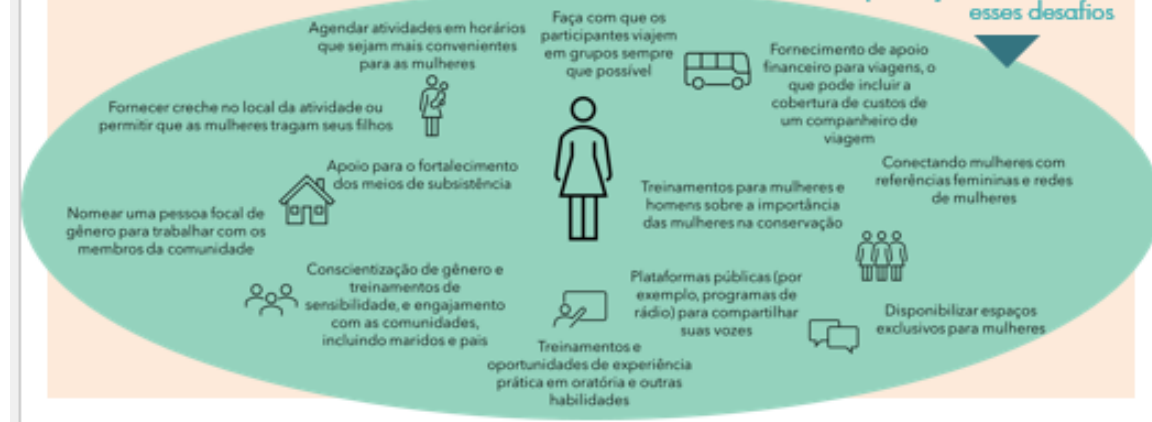 esses desafios
Agendar atividades em horários
que sejam mais convenientes
para as mulheres
Faça com que os
participantes viajem
em grupos sempre
que possível
Fornecimento de apoio
financeiro para viagens, o
que pode incluir a
cobertura de custos de
um companheiro de
viagem
Fornecer creche no local da atividade ou
permitir que as mulheres tragam seus filhos
Apoio para o fortalecimento
dos meios de subsistência
Treinamentos para mulheres e
homens sobre a importância
das mulheres na conservação
Conectando mulheres com
referências femininas e redes
de mulheres
Nomear uma pessoa focal de
gênero para trabalhar com os
membros da comunidade
Conscientização de gênero e
treinamentos de
sensibilidade, e engajamento
com as comunidades,
incluindo maridos e pais
Plataformas públicas (por
exemplo, programas de
rádio) para compartilhar
suas vozes
Disponibilizar espaços
exclusivos para mulheres
Treinamentos e
oportunidades de experiência
prática em oratória e outras
habilidades